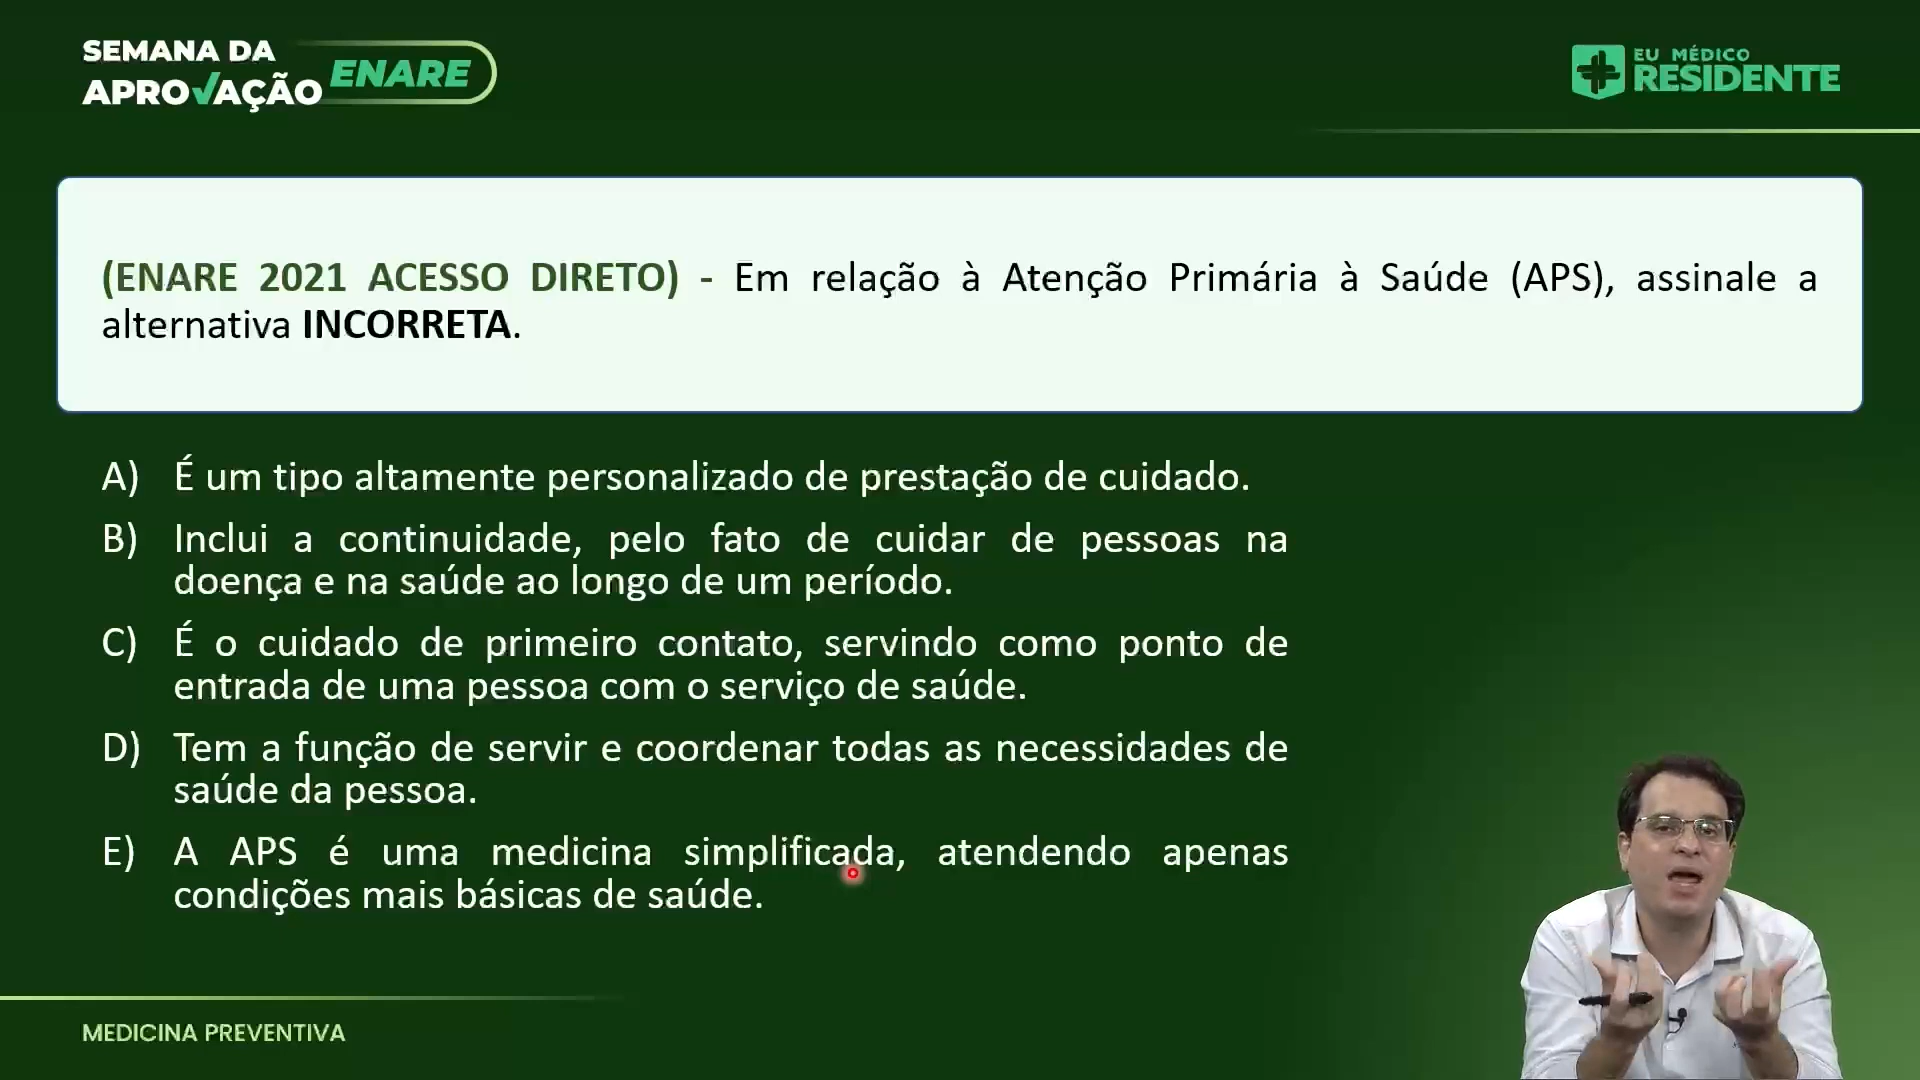 SEMANA DA
APROVAÇÃO ENARE
EU MÉDICO
RESIDENTE
(ENARE 2021 ACESSO DIRETO) - Em relação à Atenção Primária à Saúde (APS), assinale a
alternativa INCORRETA.
A) É um tipo altamente personalizado de prestação de cuidado.
B) Inclui a continuidade, pelo fato de cuidar de pessoas na
doença e na saúde ao longo de um período.
C) É o cuidado de primeiro contato, servindo como ponto de
entrada de uma pessoa com o serviço de saúde.
D) Tem a função de servir e coordenar todas as necessidades de
saúde da pessoa.
E) A APS é uma medicina simplificada, atendendo apenas
condições mais básicas de saúde.
MEDICINA PREVENTIVA